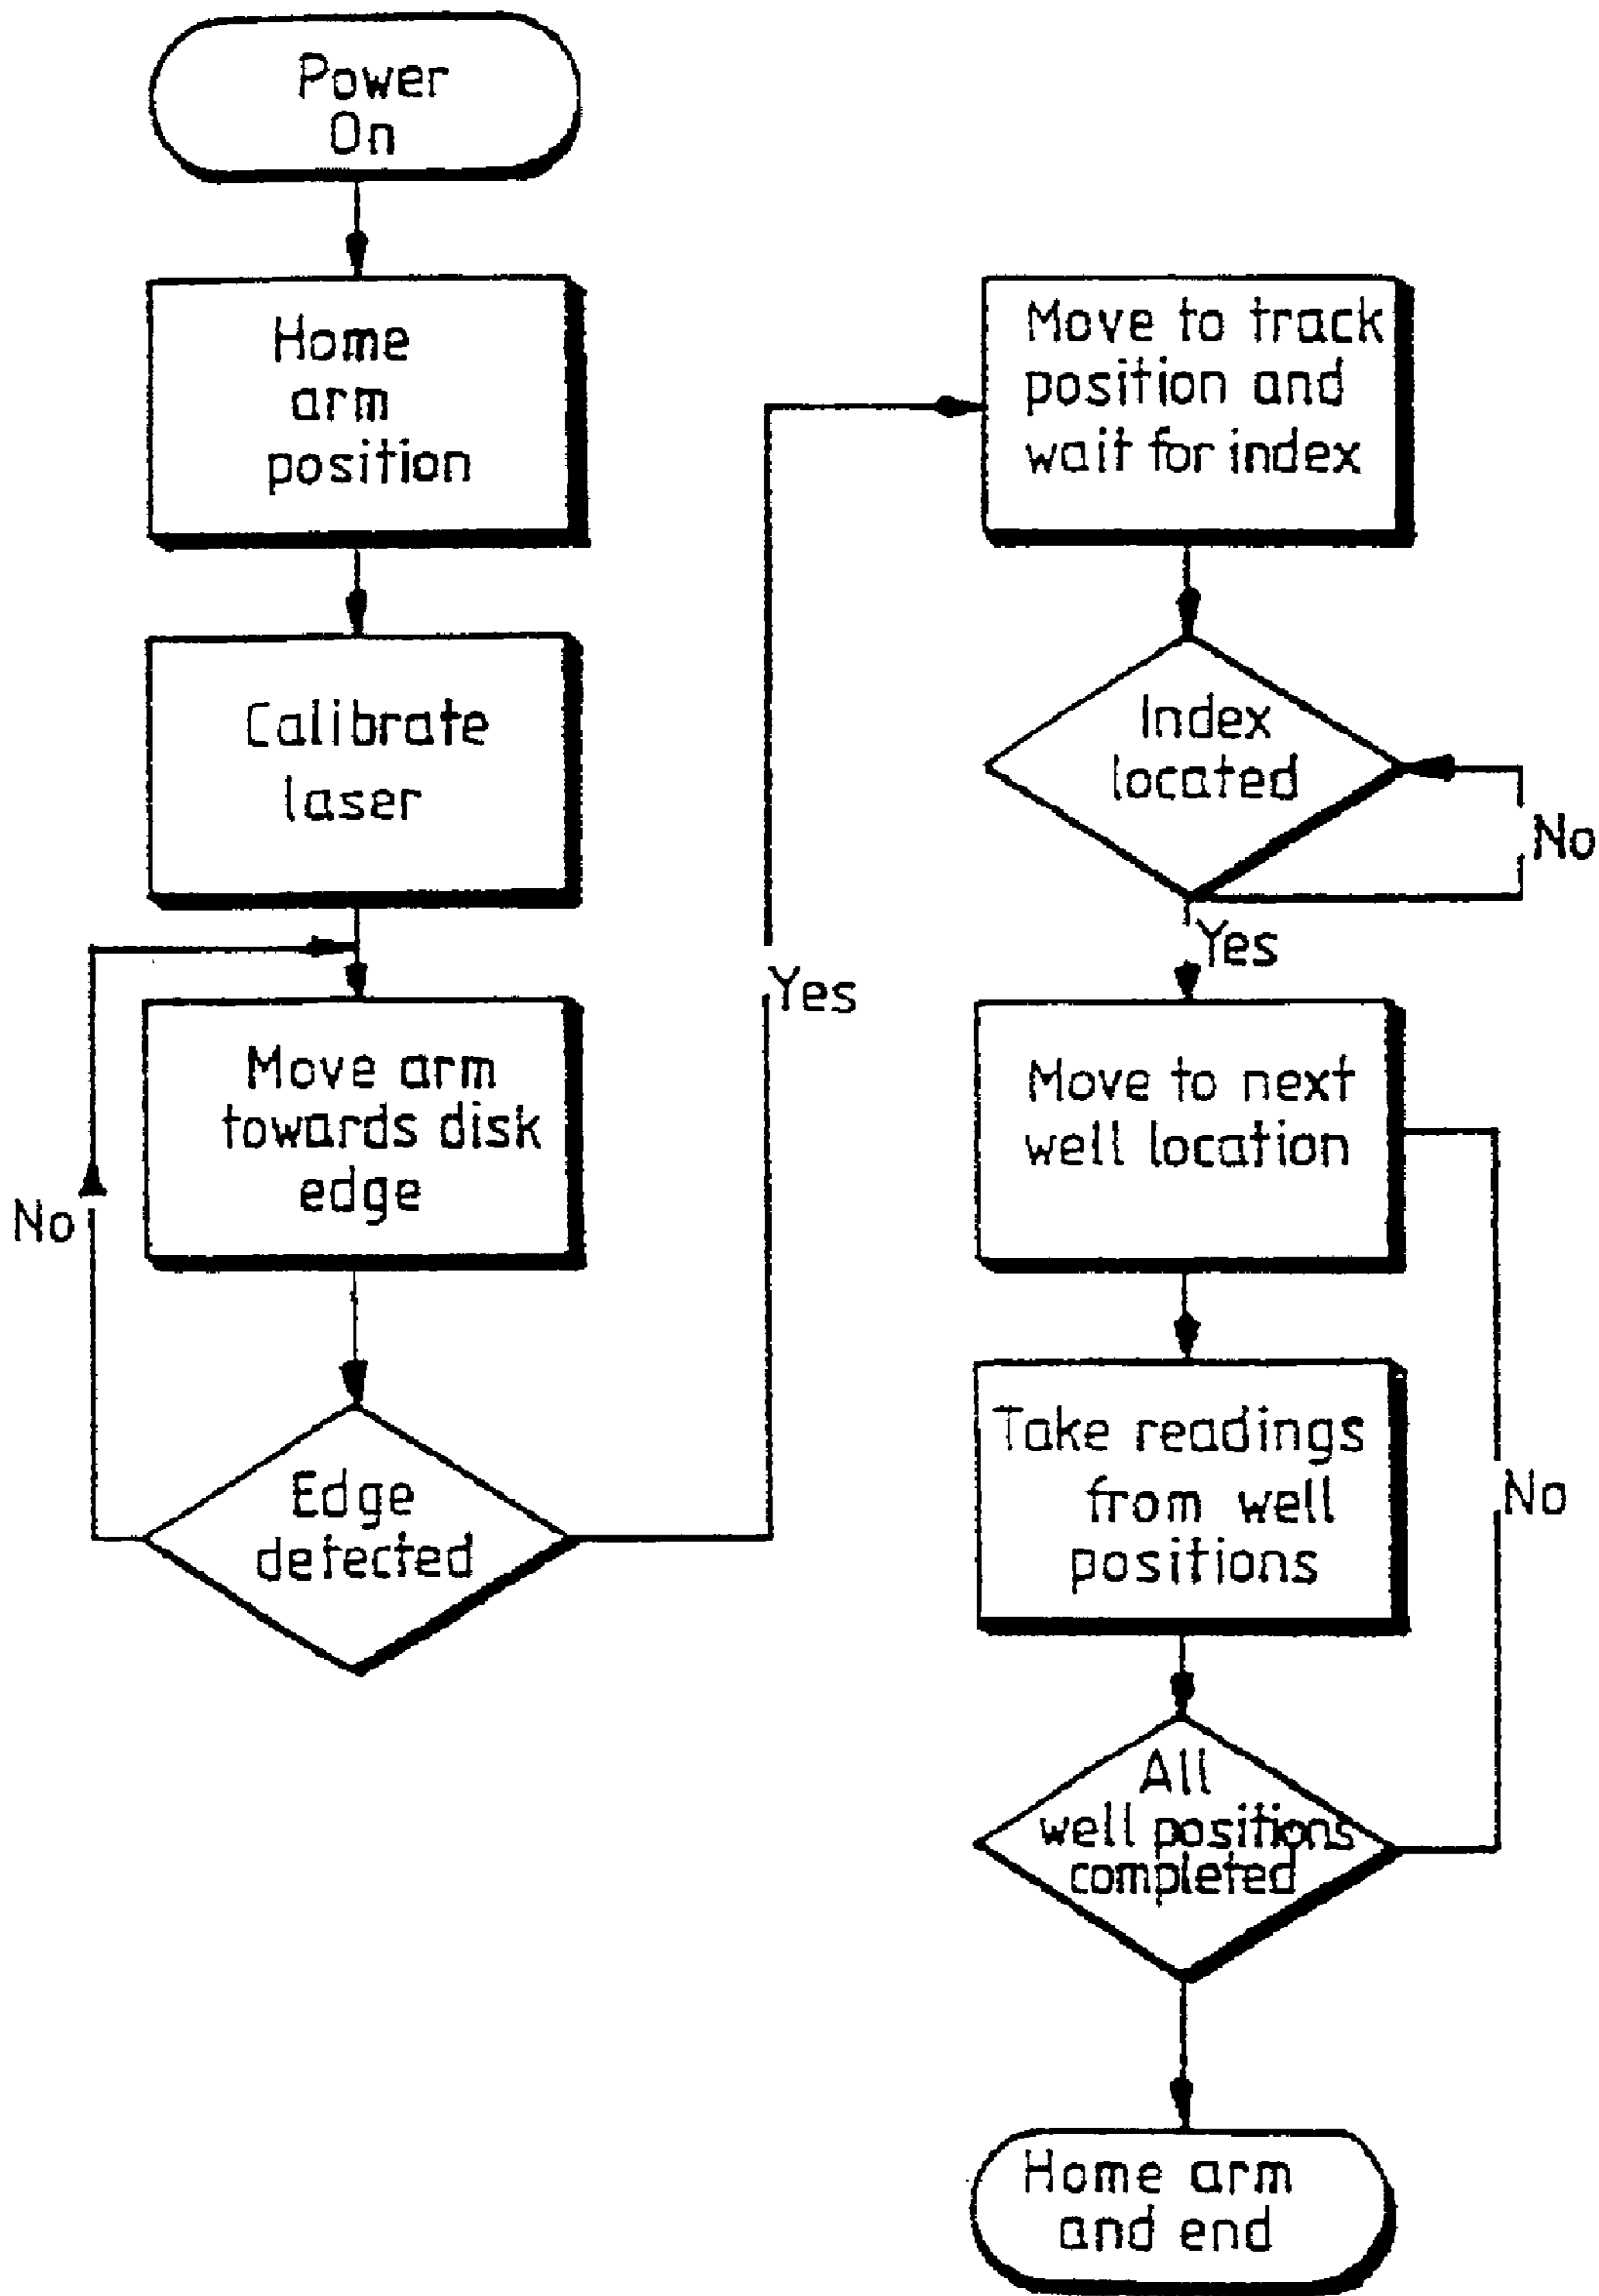 Power
On
Home
arm
position
Calibrate
laser
Move arm
towards disk
edge
No
Edge
detected
Yes
Move to track
position and
wait for index
Index
located
No
Yes
Move to next
well location
Take readings
from well
positions
No
All
well positions
completed
Home arm
and end